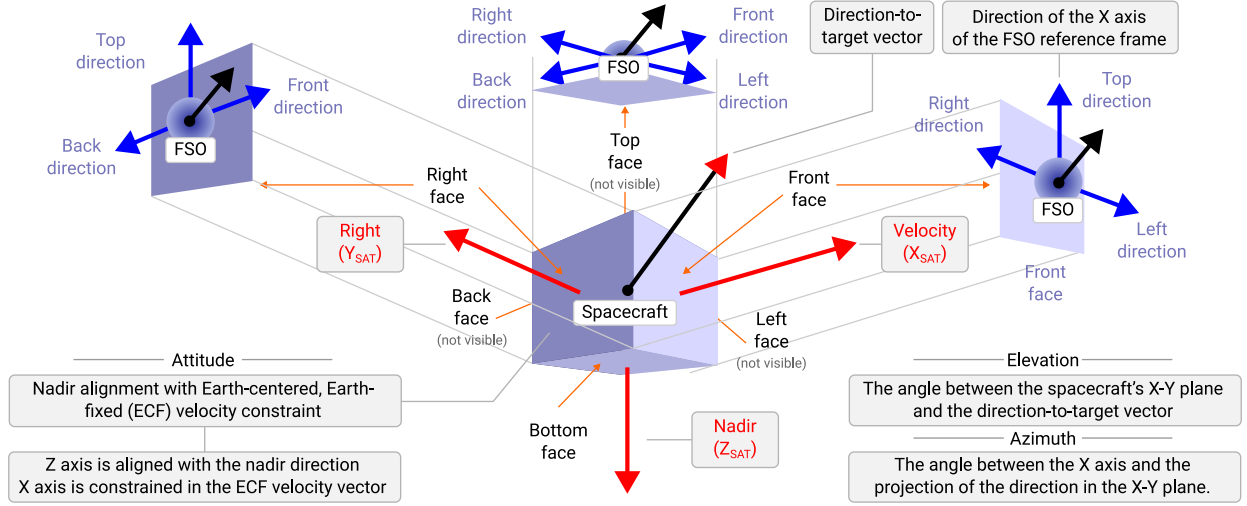 Top
direction
Front
direction
Back
direction
FSO
Right
direction
Front
direction
FSO
Back
direction
Left
direction
Direction-to-
target vector
Direction of the X axis
of the FSO reference frame
Right
direction
Top
direction
FSO
Left
direction
Front
face
Top
face
(not visible)
Right
face
Front
face
Right
(YSAT)
Velocity
(XSAT)
Spacecraft
Back
face
(not visible)
Left
face
(not visible)
Bottom
face
Nadir
(ZSAT)
Attitude
Nadir alignment with Earth-centered, Earth-
fixed (ECF) velocity constraint
Z axis is aligned with the nadir direction
X axis is constrained in the ECF velocity vector
Elevation
The angle between the spacecraft’s X-Y plane
and the direction-to-target vector
Azimuth
The angle between the X axis and the
projection of the direction in the X-Y plane.